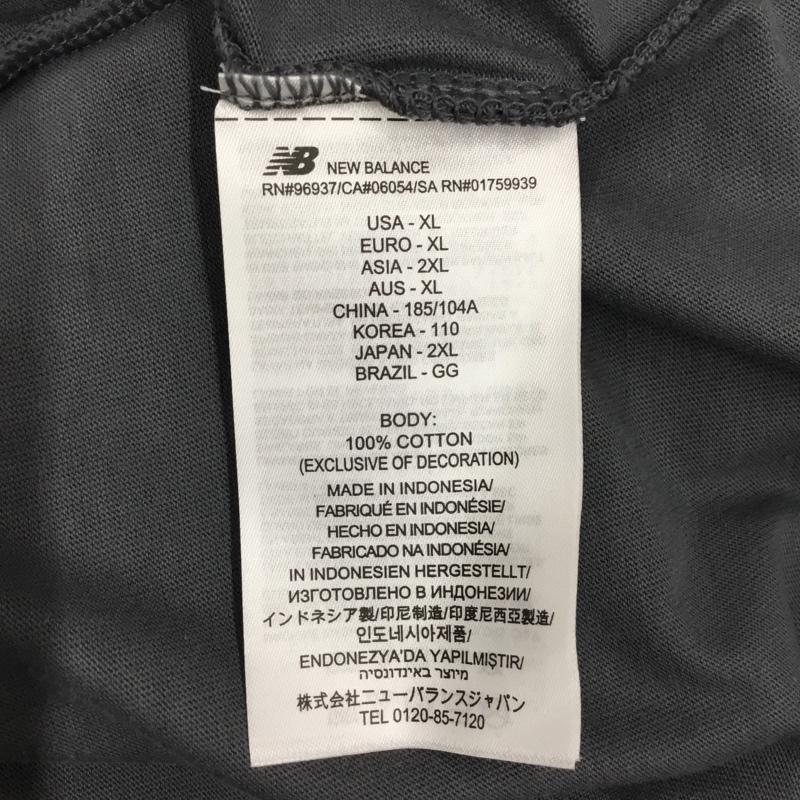 NB NEW BALANCE
RN#96937/CA#06054/SA RN#01759939
USA - XL
EURO - XL
ASIA - 2XL
AUS - XL
CHINA - 185/104A
KOREA - 110
JAPAN - 2XL
BRAZIL - GG
BODY:
100% COTTON
(EXCLUSIVE OF DECORATION)
MADE IN INDONESIA/
FABRIQUÉ EN INDONÉSIE/
HECHO EN INDONESIA/
FABRICADO NA INDONÉSIA/
IN INDONESIEN HERGESTELLT/
ИЗГОТОВЛЕНО В ИНДОНЕЗИИ/
インドネシア製/印尼制造/印度尼西亞製造/
인도네시아제품/
ENDONEZYA'DA YAPILMIŞTIR/
מיוצר באינדונסיה
株式会社ニューバランスジャパン
TEL 0120-85-7120